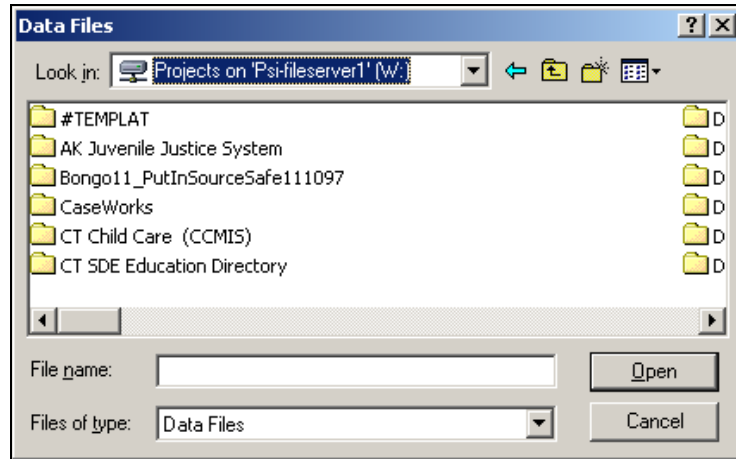 Data Files
Look in: Projects on 'Psi-fileserver1' (W:)
#TEMPLAT D
AK Juvenile Justice System D
Bongo11_PutInSourceSafe111097 D
CaseWorks D
CT Child Care (CCMIS) D
CT SDE Education Directory D
File name: Open
Files of type: Data Files Cancel